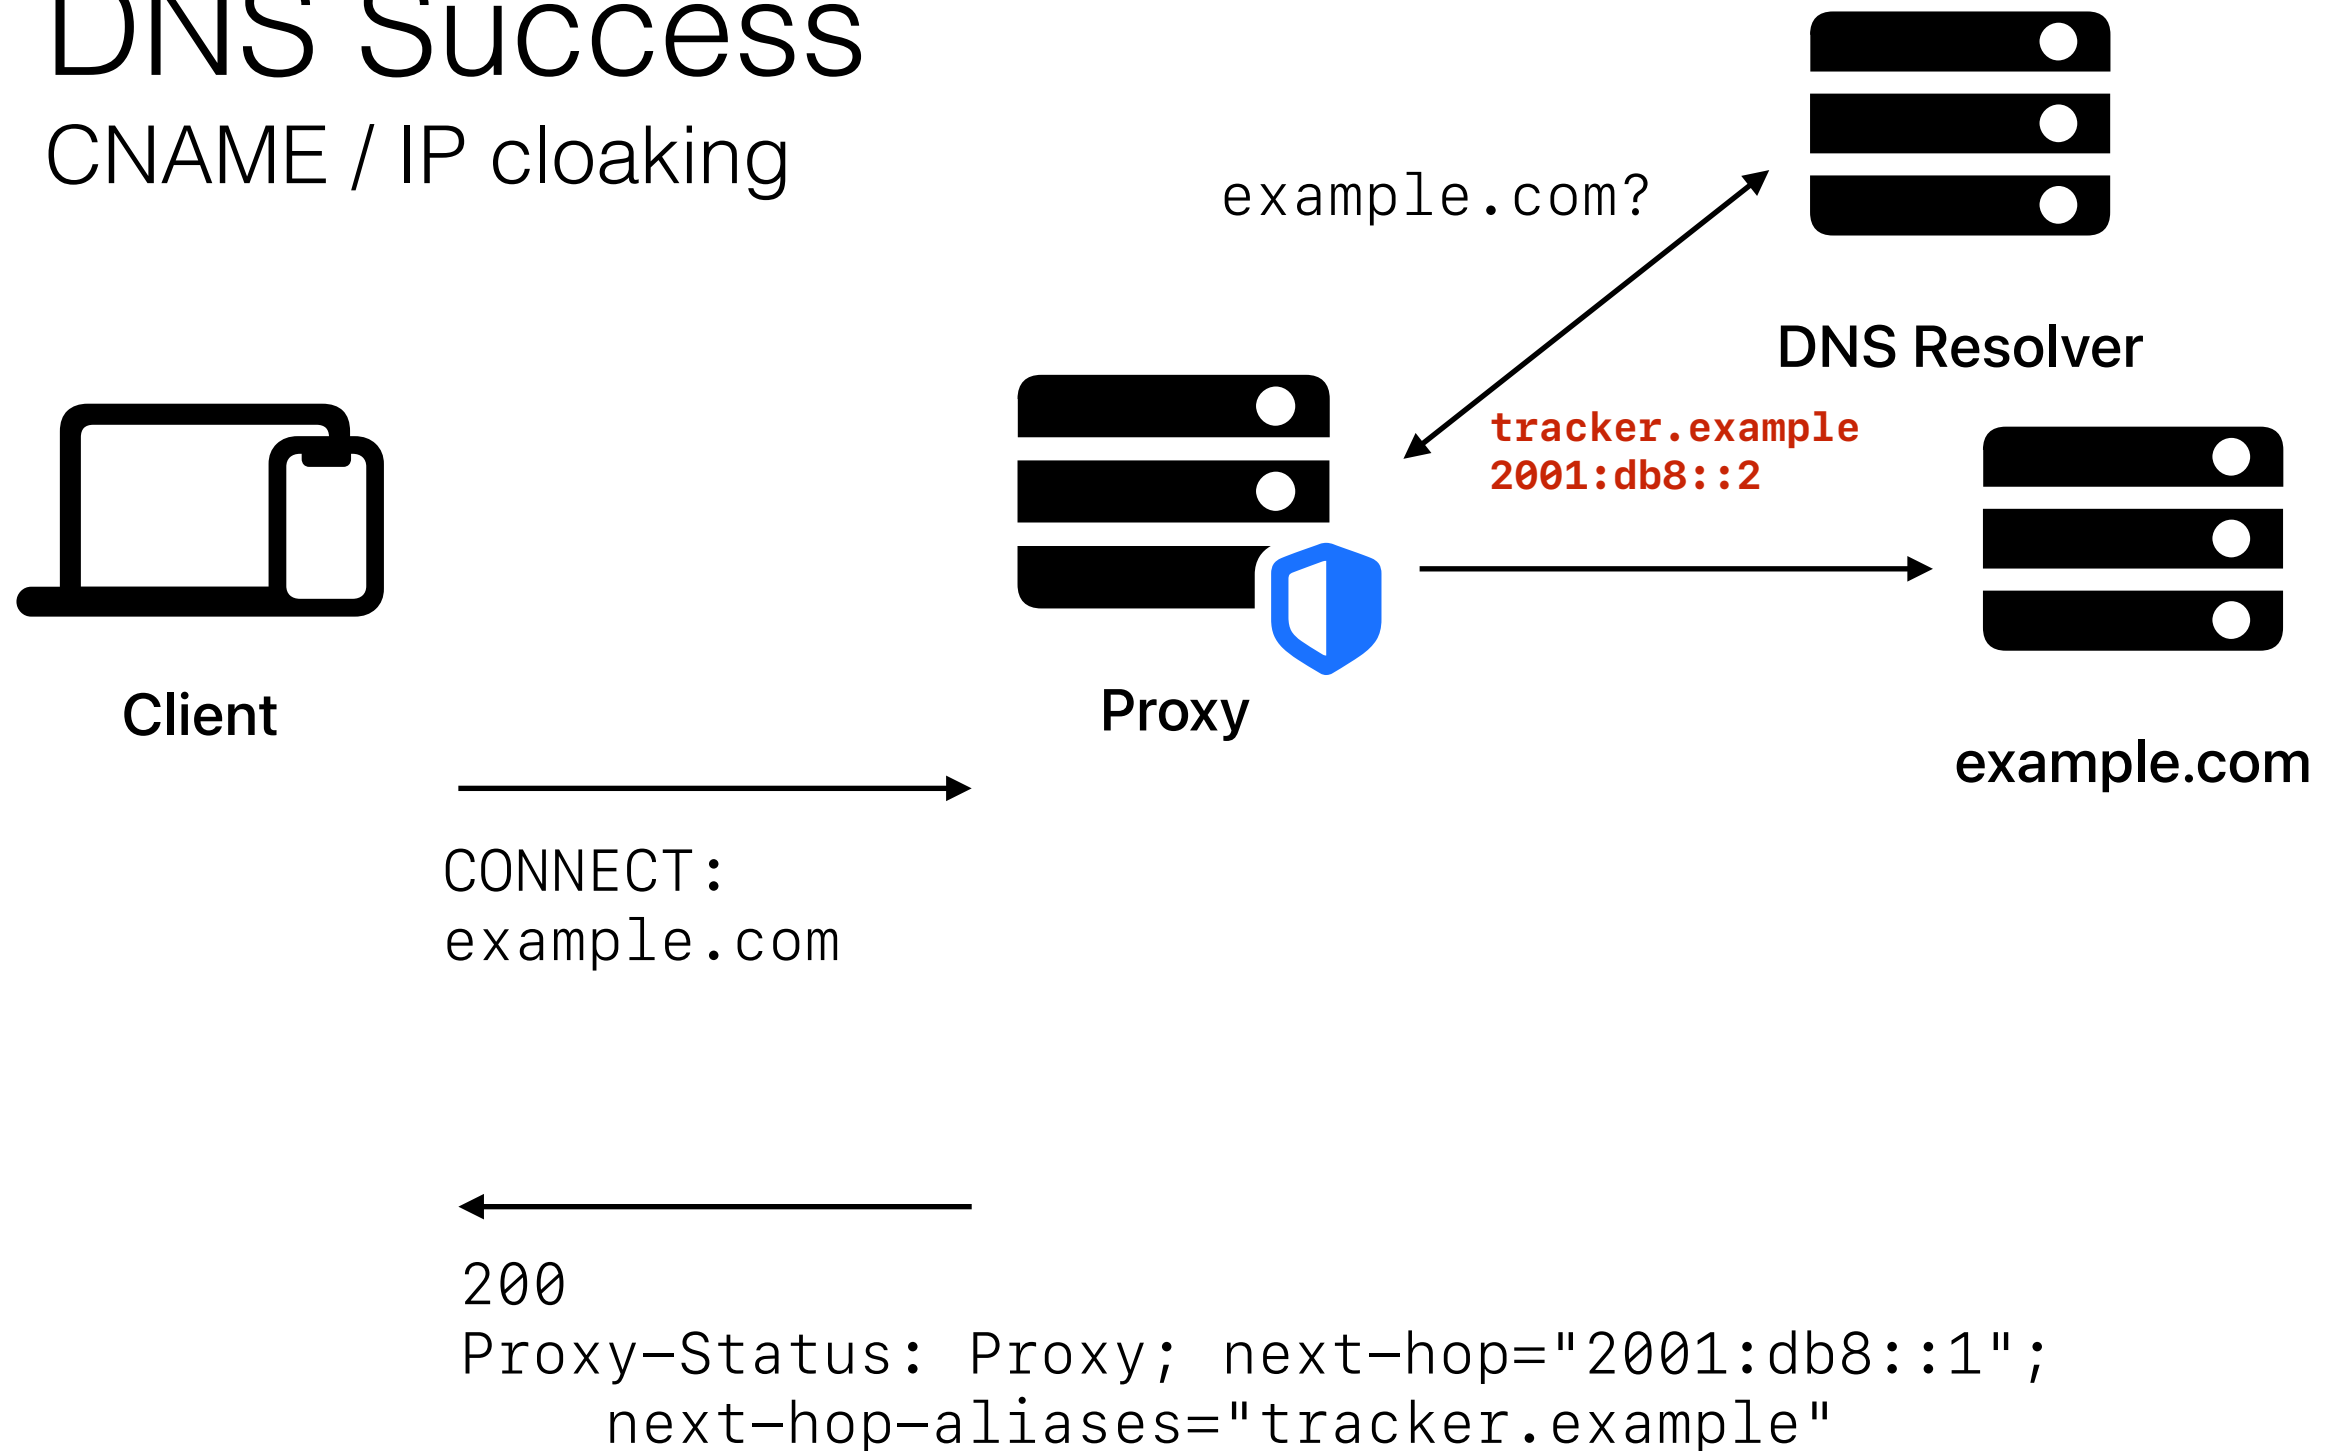 DNS Success
CNAME / IP cloaking
example.com?
DNS Resolver
tracker.example
2001:db8::2
Client
Proxy
example.com
CONNECT:
example.com
200
Proxy-Status: Proxy; next-hop="2001:db8::1";
next-hop-aliases="tracker.example"